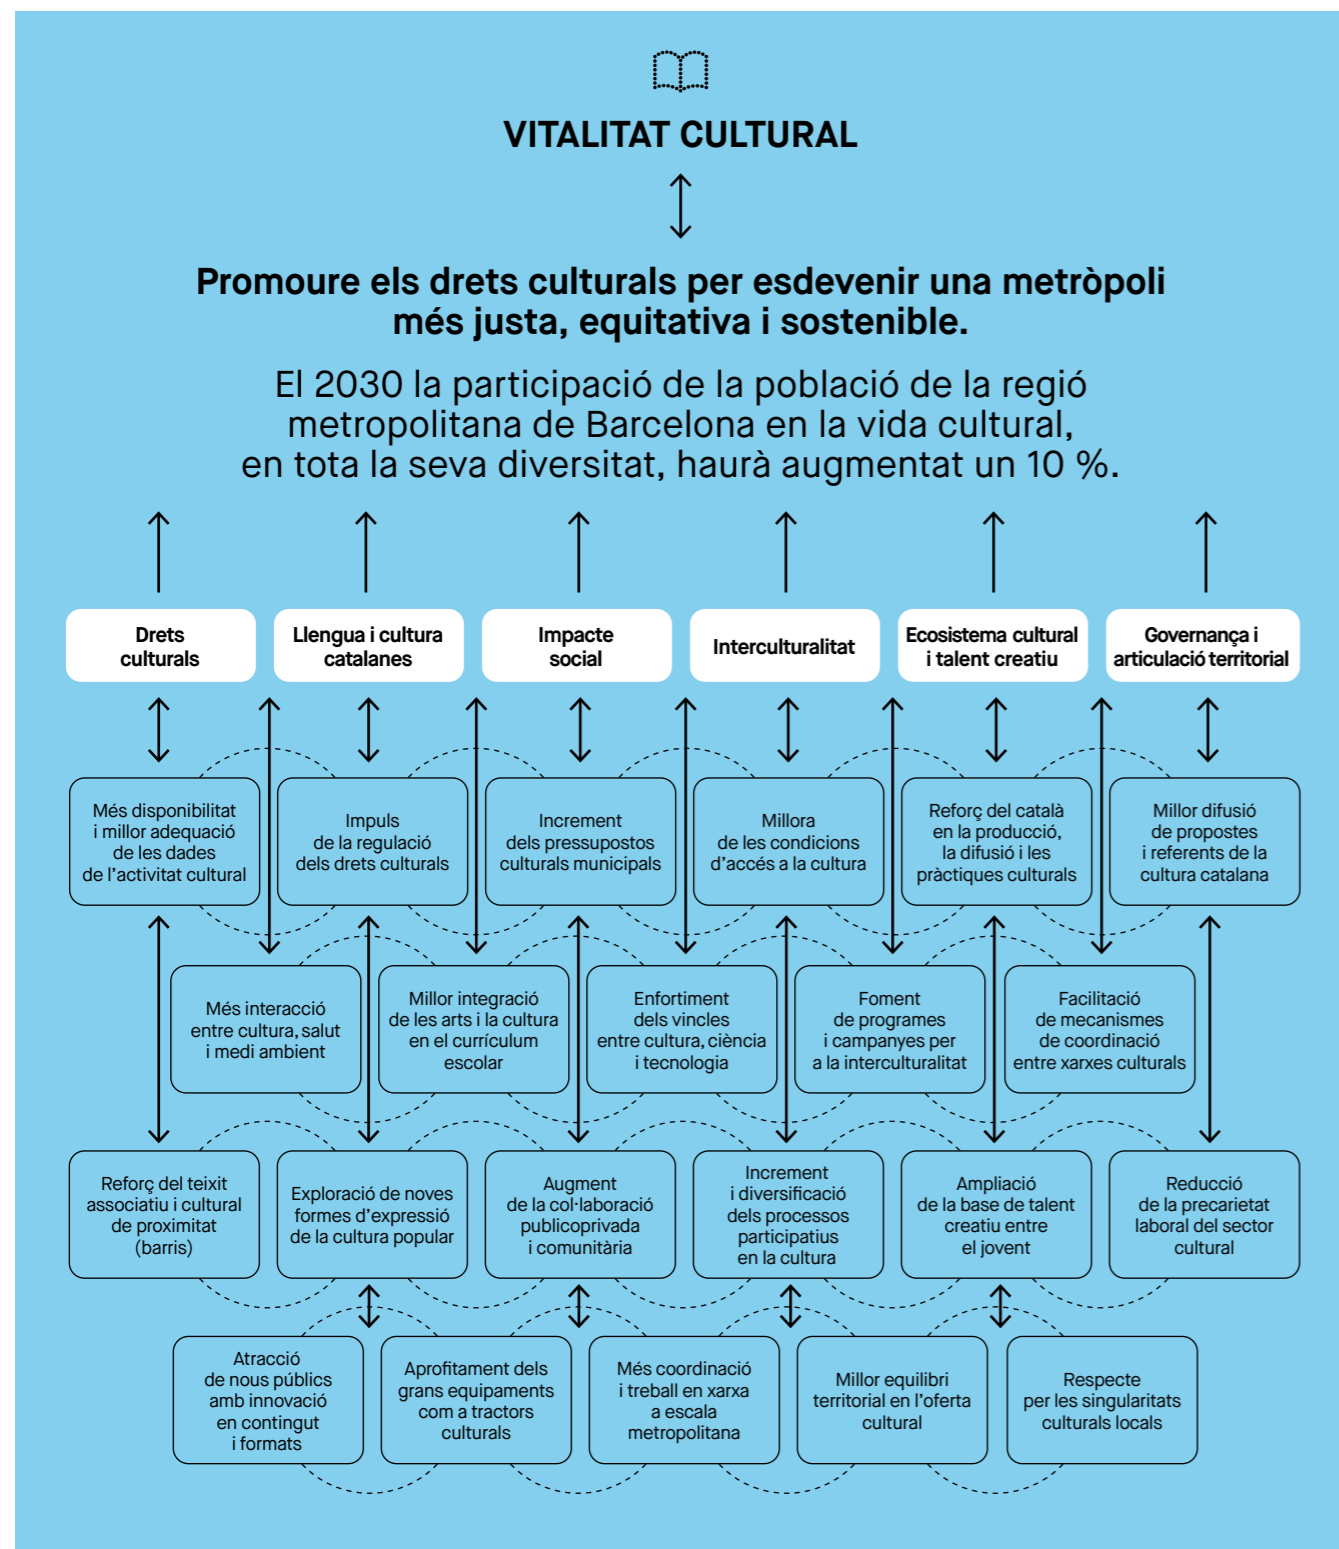 VITALITAT CULTURAL
Promoure els drets culturals per esdevenir una metròpoli
més justa, equitativa i sostenible.
El 2030 la participació de la població de la regió
metropolitana de Barcelona en la vida cultural,
en tota la seva diversitat, haurà augmentat un 10 %.
Drets
culturals
Llengua i cultura
catalanes
Impacte
social
Interculturalitat
Ecosistema cultural
i talent creatiu
Governança i
articulació territorial
Més disponibilitat
i millor adequació
de les dades
de l'activitat cultural
Impuls
de la regulació
dels drets culturals
Increment
dels pressupostos
culturals municipals
Millora
de les condicions
d'accés a la cultura
Reforç del català
en la producció,
la difusió i les
pràctiques culturals
Millor difusió
de propostes
i referents de la
cultura catalana
Més interacció
entre cultura, salut
i medi ambient
Millor integració
de les arts i la cultura
en el currículum
escolar
Enfortiment
dels vincles
entre cultura, ciència
i tecnologia
Foment
de programes
i campanyes per
a la interculturalitat
Facilitació
de mecanismes
de coordinació
entre xarxes culturals
Reforç del teixit
associatiu i cultural
de proximitat
(barris)
Exploració de noves
formes d'expressió
de la cultura popular
Augment
de la col·laboració
publicoprivada
i comunitària
Increment
i diversificació
dels processos
participatius
en la cultura
Ampliació
de la base de talent
creatiu entre
el jovent
Reducció
de la precarietat
laboral del sector
cultural
Atracció
de nous públics
amb innovació
en contingut
i formats
Aprofitament dels
grans equipaments
com a tractors
culturals
Més coordinació
i treball en xarxa
a escala
metropolitana
Millor equilibri
territorial en l'oferta
cultural
Respecte
per les singularitats
culturals locals